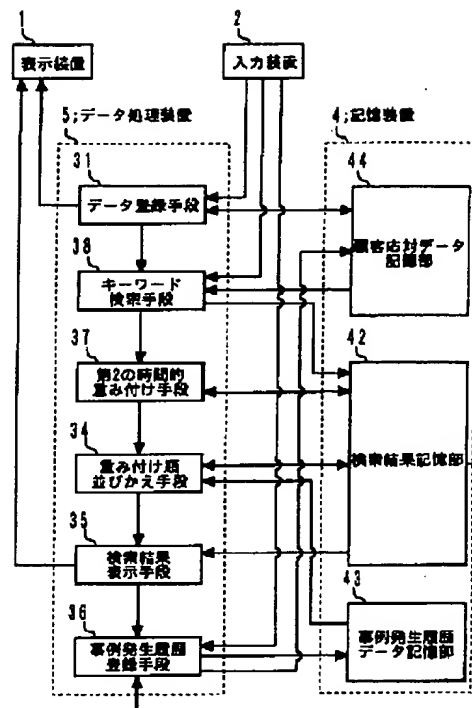 1
表示装置
2
入力装置
5;データ処理装置
4;記憶装置
31
データ登録手段
44
顧客応対データ
記憶部
38
キーワード
検索手段
37
第2の時間的
重み付け手段
42
検索結果記憶部
34
重み付け順
並びかえ手段
35
検索結果
表示手段
43
事例発生履歴
データ記憶部
36
事例発生履歴
登録手段